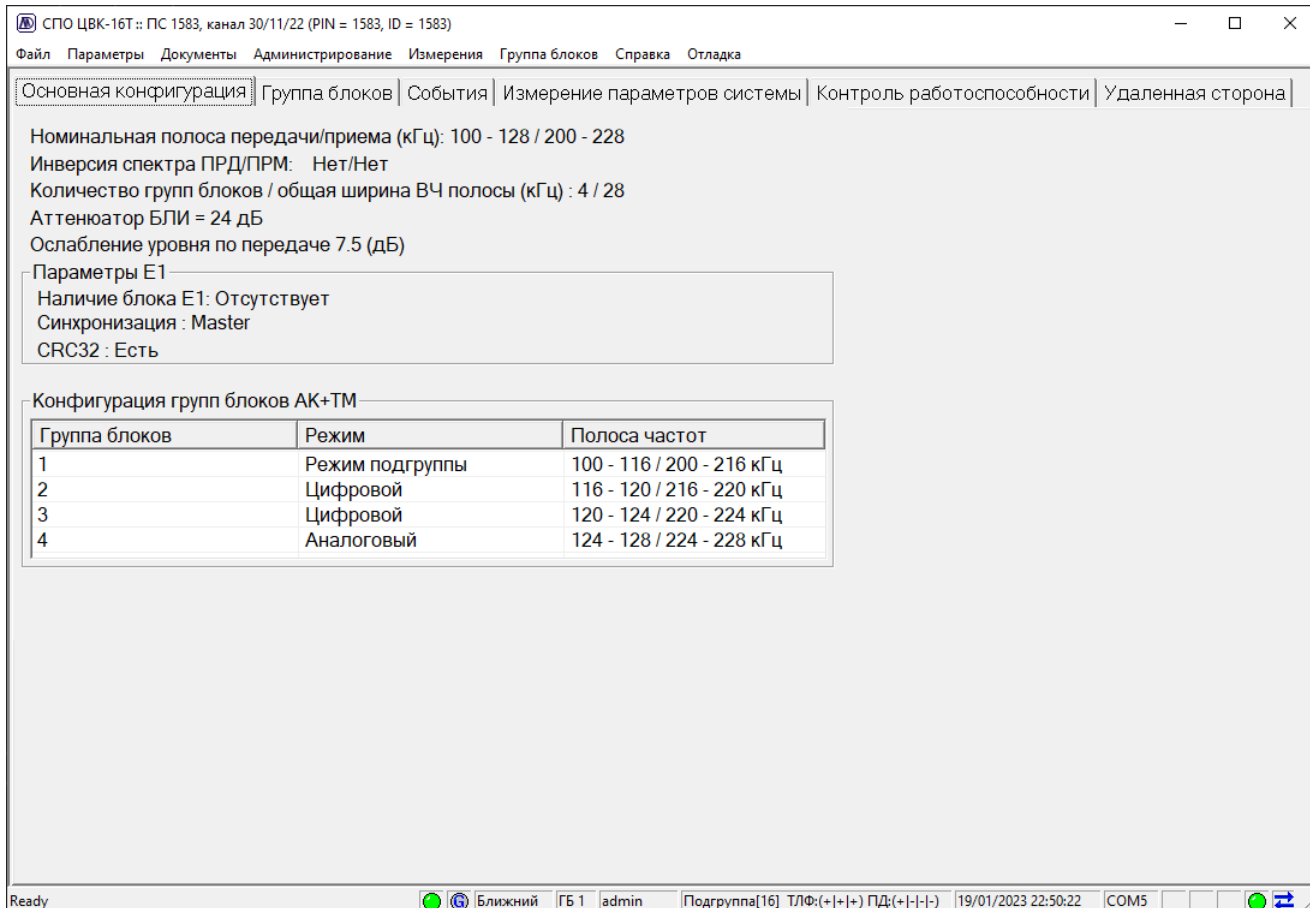 СПО ЦВК-16Т :: ПС 1583, канал 30/11/22 (PIN = 1583, ID = 1583)
Файл Параметры Документы Администрирование Измерения Группа блоков Справка Отладка
Основная конфигурация Группа блоков События Измерение параметров системы Контроль работоспособности Удаленная сторона
Номинальная полоса передачи/приема (кГц): 100 - 128 / 200 - 228
Инверсия спектра ПРД/ПРМ: Нет/Нет
Количество групп блоков / общая ширина ВЧ полосы (кГц) : 4 / 28
Аттенюатор БЛИ = 24 дБ
Ослабление уровня по передаче 7.5 (дБ)
Параметры E1
Наличие блока E1: Отсутствует
Синхронизация : Master
CRC32 : Есть
Конфигурация групп блоков АК+ТМ
Группа блоков Режим Полоса частот
1 Режим подгруппы 100 - 116 / 200 - 216 кГц
2 Цифровой 116 - 120 / 216 - 220 кГц
3 Цифровой 120 - 124 / 220 - 224 кГц
4 Аналоговый 124 - 128 / 224 - 228 кГц
Ready G Ближний ГБ 1 admin Подгруппа[16] ТЛФ:(+|+|+) ПД:(+|-|-|-) 19/01/2023 22:50:22 COM5